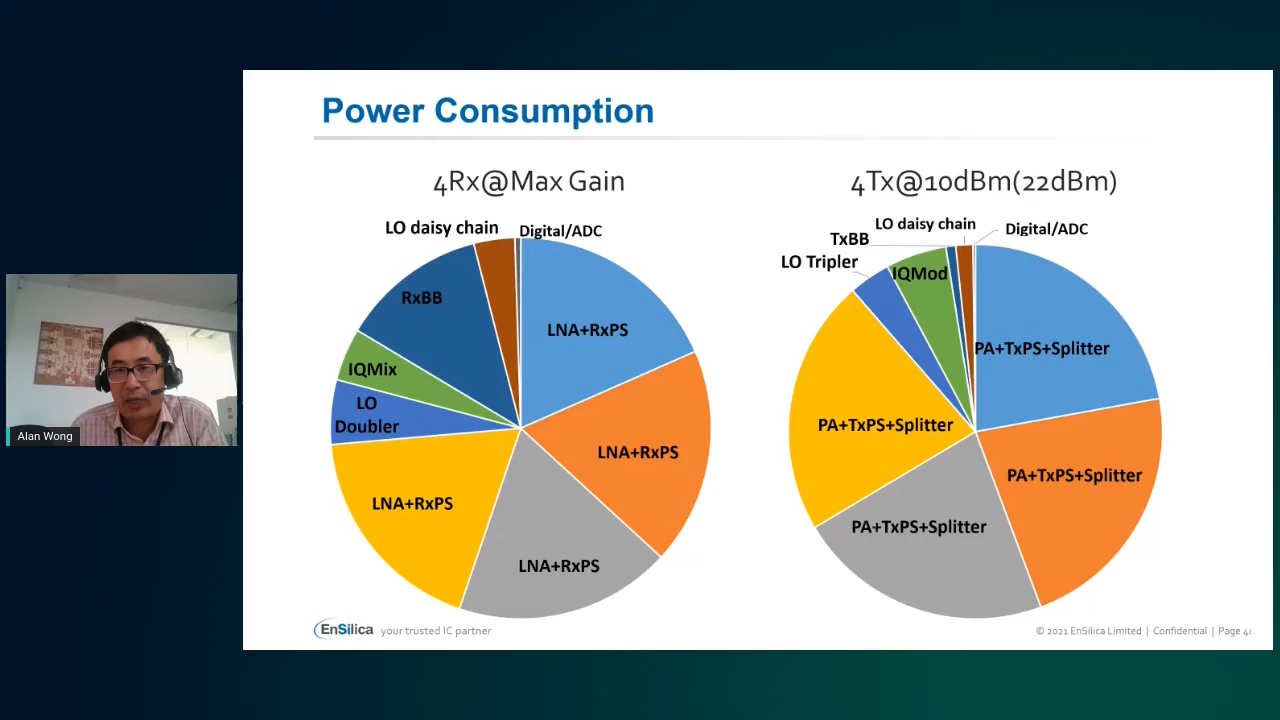 Power Consumption
4Rx@Max Gain
LO daisy chain
Digital/ADC
RxBB
LNA+RxPS
IQMix
LO
Doubler
LNA+RxPS
LNA+RxPS
LNA+RxPS
4Tx@10dBm(22dBm)
LO daisy chain
Digital/ADC
TxBB
LO Tripler
IQMod
PA+TxPS+Splitter
PA+TxPS+Splitter
PA+TxPS+Splitter
PA+TxPS+Splitter
Alan Wong
EnSilica your trusted IC partner
© 2021 EnSilica Limited | Confidential | Page